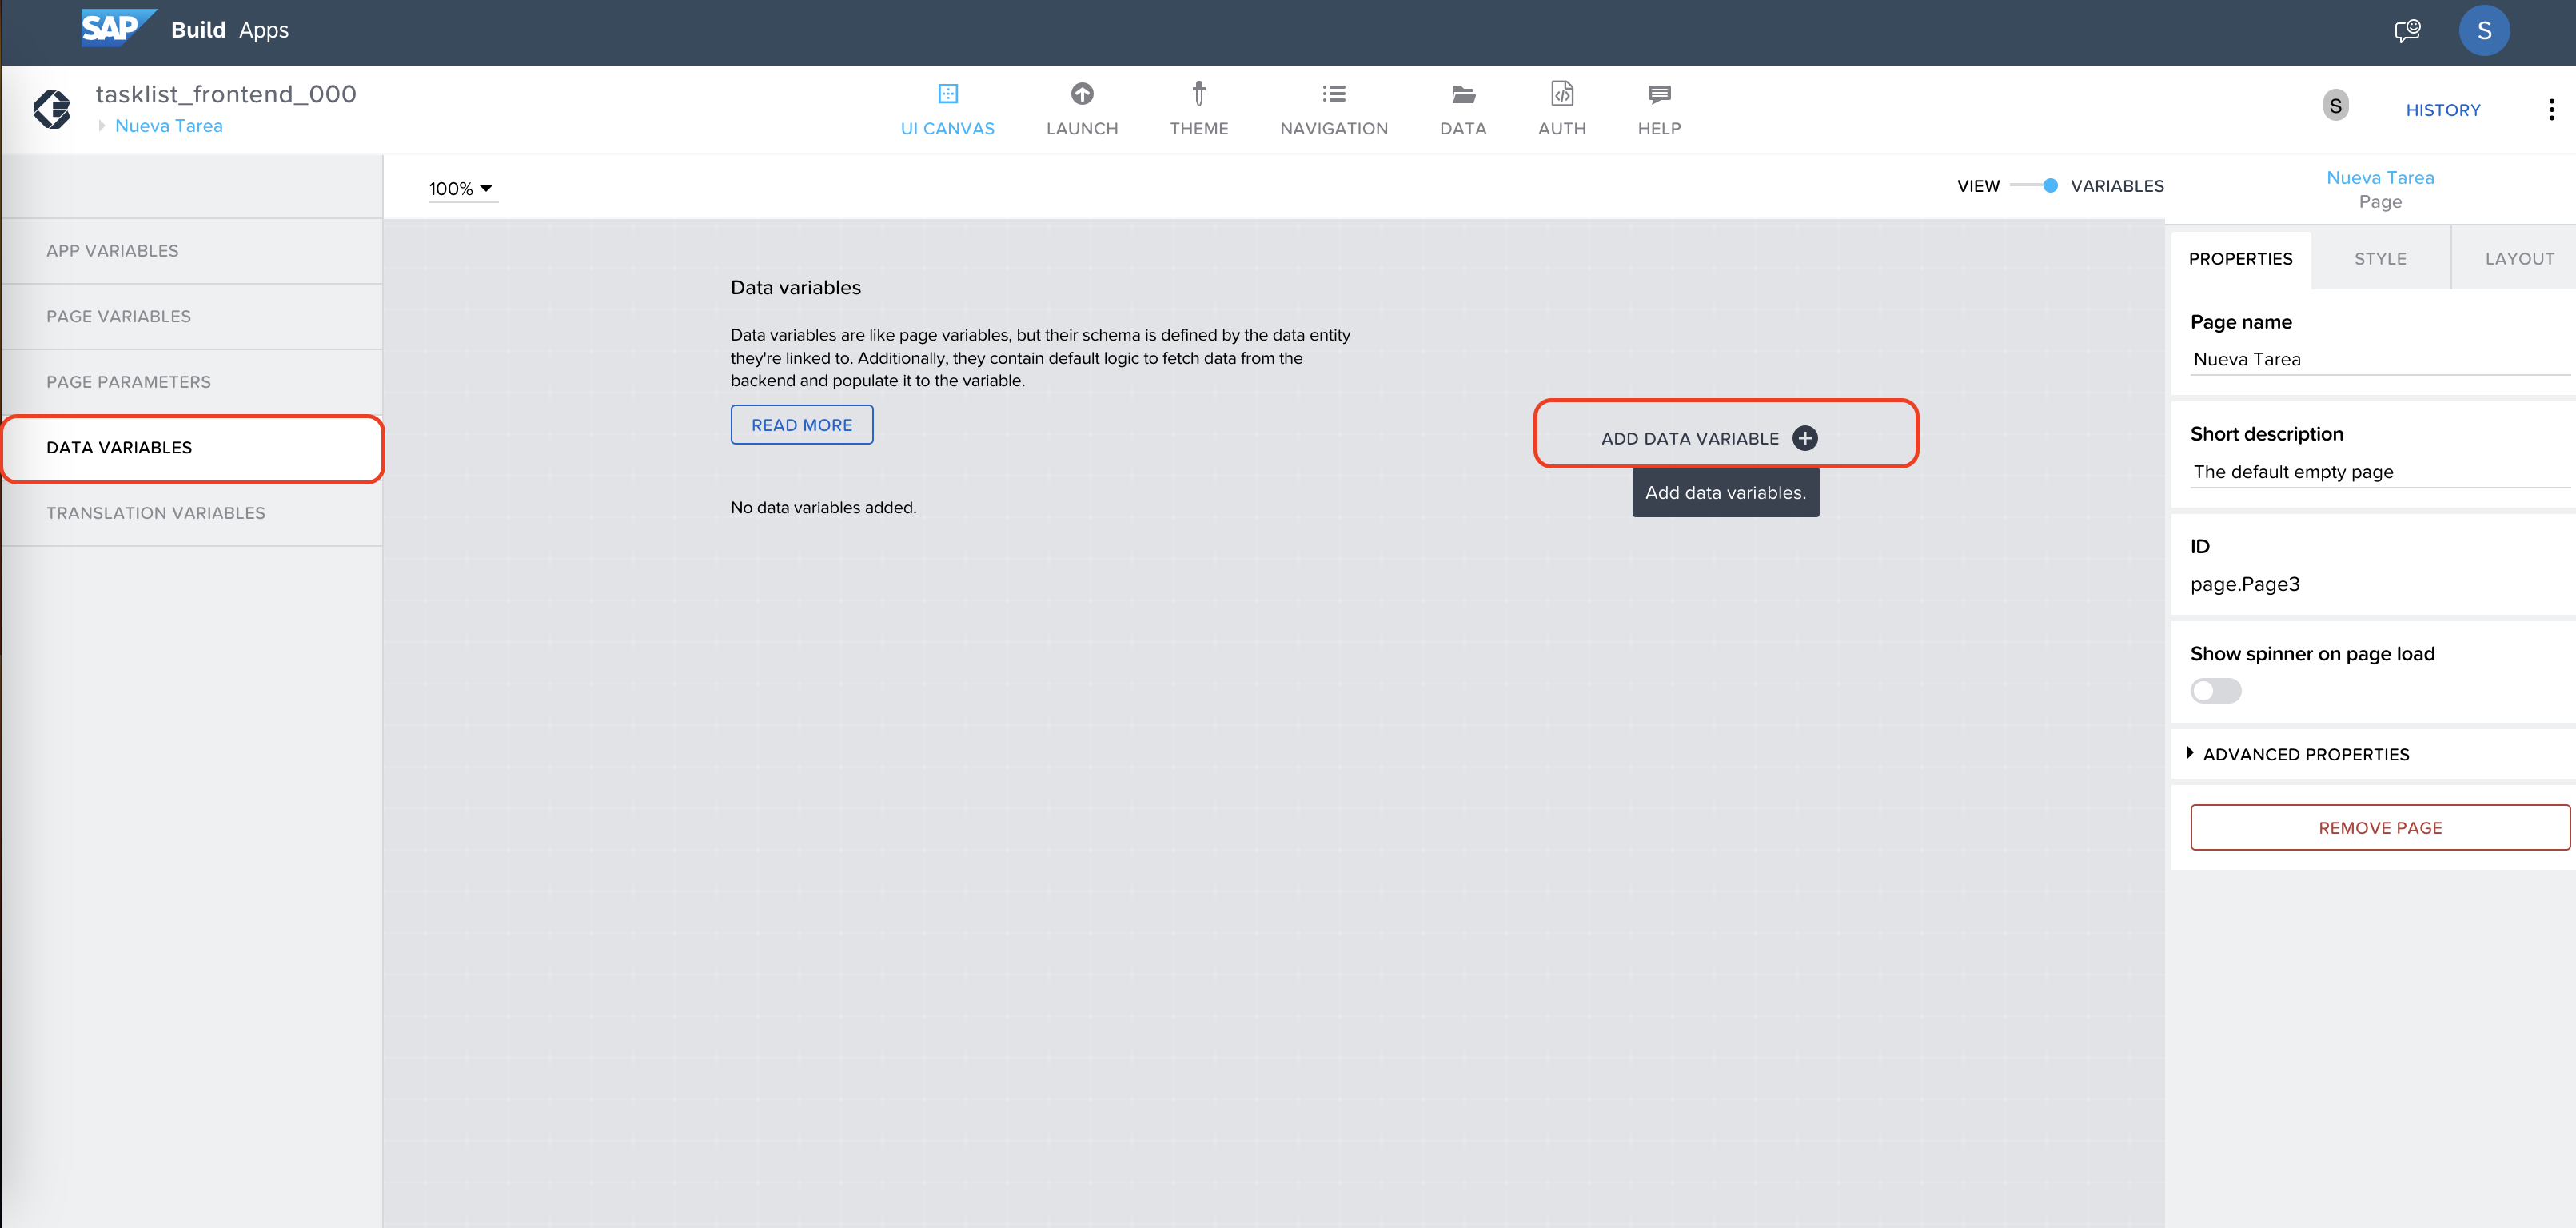 SAP Build Apps
S
tasklist_frontend_000
Nueva Tarea
UI CANVAS
LAUNCH
THEME
NAVIGATION
DATA
AUTH
HELP
S
HISTORY
100%
VIEW
VARIABLES
Nueva Tarea
Page
APP VARIABLES
PAGE VARIABLES
PAGE PARAMETERS
DATA VARIABLES
TRANSLATION VARIABLES
Data variables
Data variables are like page variables, but their schema is defined by the data entity
they're linked to. Additionally, they contain default logic to fetch data from the
backend and populate it to the variable.
READ MORE
ADD DATA VARIABLE
Add data variables.
No data variables added.
PROPERTIES
STYLE
LAYOUT
Page name
Nueva Tarea
Short description
The default empty page
ID
page.Page3
Show spinner on page load
ADVANCED PROPERTIES
REMOVE PAGE